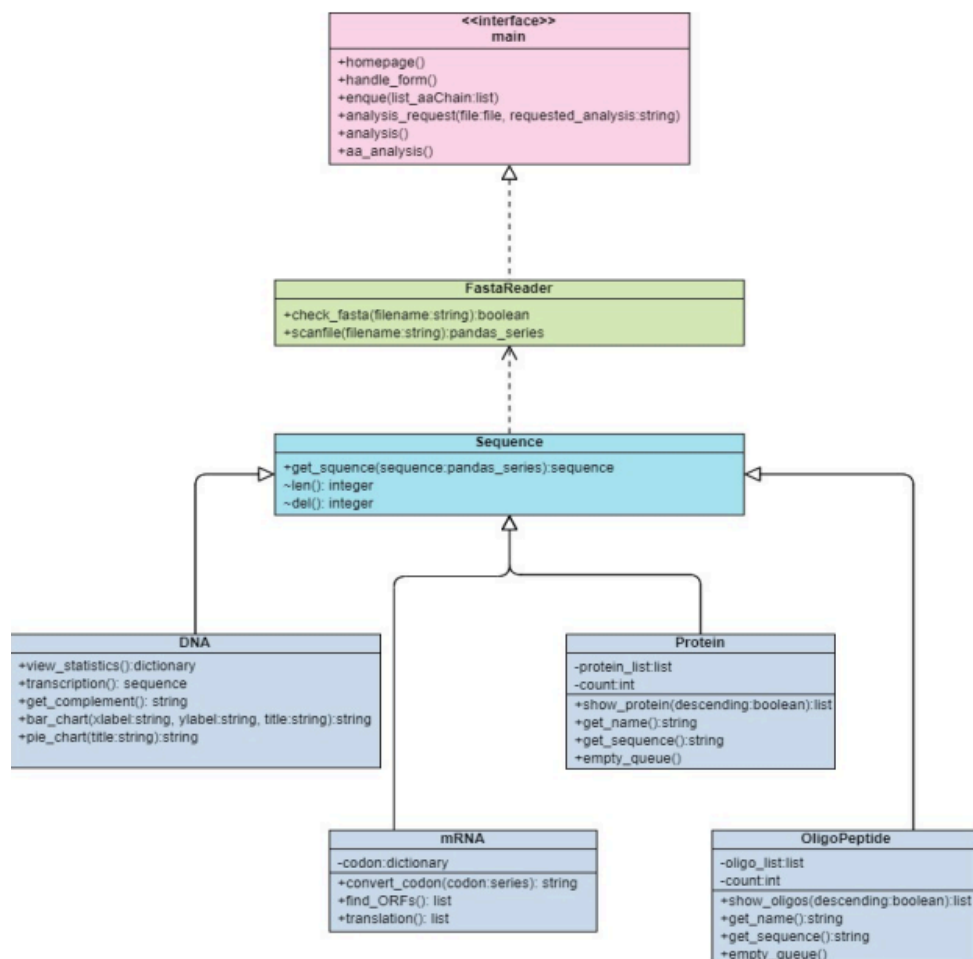 <<interface>>
main
+homepage()
+handle_form()
+enque(list_aaChain:list)
+analysis_request(file:file, requested_analysis:string)
+analysis()
+aa_analysis()
FastaReader
+check_fasta(filename:string):boolean
+scanfile(filename:string):pandas_series
Sequence
+get_squence(sequence:pandas_series):sequence
~len(): integer
~del(): integer
DNA
+view_statistics():dictionary
+transcription(): sequence
+get_complement(): string
+bar_chart(xlabel:string, ylabel:string, title:string):string
+pie_chart(title:string):string
Protein
-protein_list:list
-count:int
+show_protein(descending:boolean):list
+get_name():string
+get_sequence():string
+empty_queue()
mRNA
-codon:dictionary
+convert_codon(codon:series): string
+find_ORFs(): list
+translation(): list
OligoPeptide
-oligo_list:list
-count:int
+show_oligos(descending:boolean):list
+get_name():string
+get_sequence():string
+empty_queue()